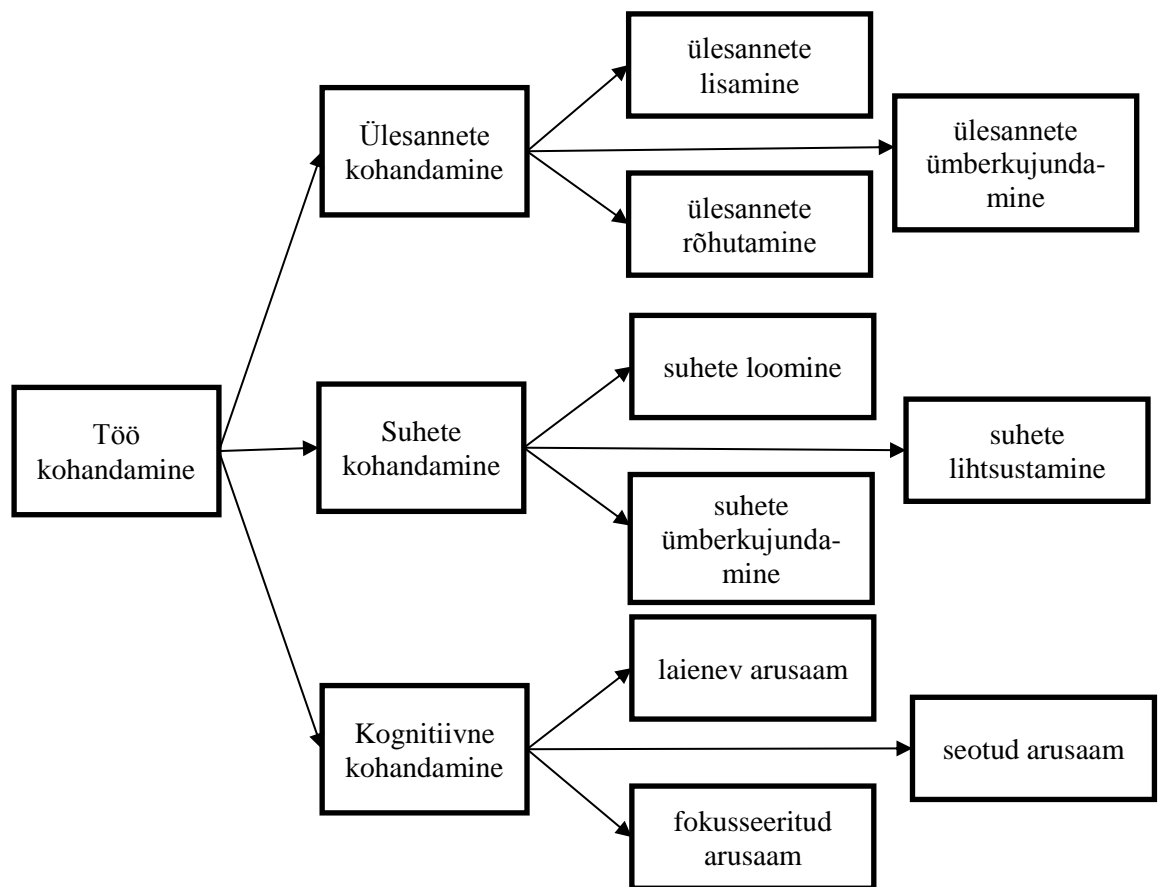 ülesannete
lisamine
Ülesannete
kohandamine
ülesannete
ümberkujunda-
mine
ülesannete
rõhutamine
suhete loomine
Töö
kohandamine
Suhete
kohandamine
suhete
lihtsustamine
suhete
ümberkujunda-
mine
laienev arusaam
Kognitiivne
kohandamine
seotud arusaam
fokusseeritud
arusaam